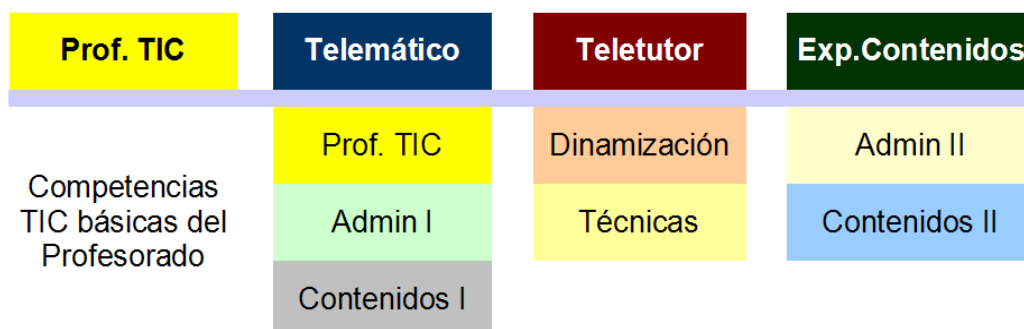 Prof. TIC
Telemático
Teletutor
Exp.Contenidos
Competencias
TIC básicas del
Profesorado
Prof. TIC
Admin I
Contenidos I
Dinamización
Técnicas
Admin II
Contenidos II